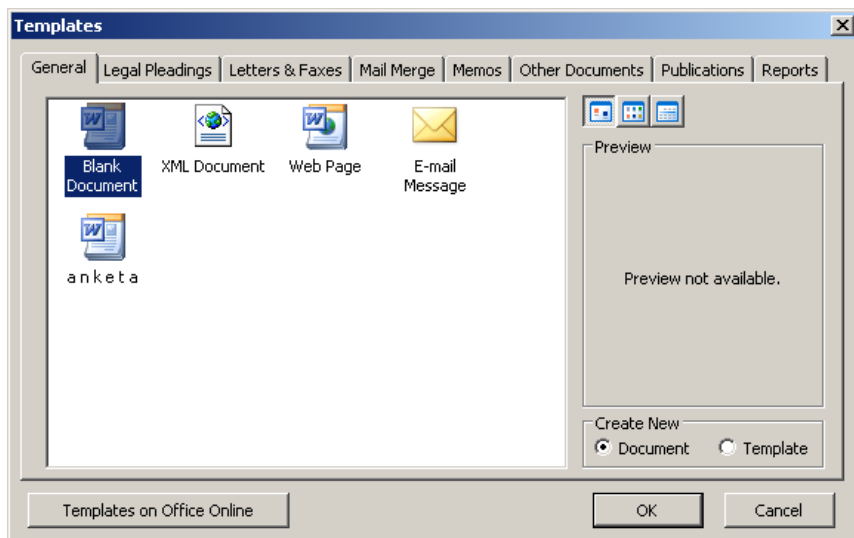 Templates
General Legal Pleadings Letters & Faxes Mail Merge Memos Other Documents Publications Reports
Blank Document
XML Document
Web Page
E-mail Message
a n k e t a
Preview
Preview not available.
Create New
Document Template
Templates on Office Online OK Cancel